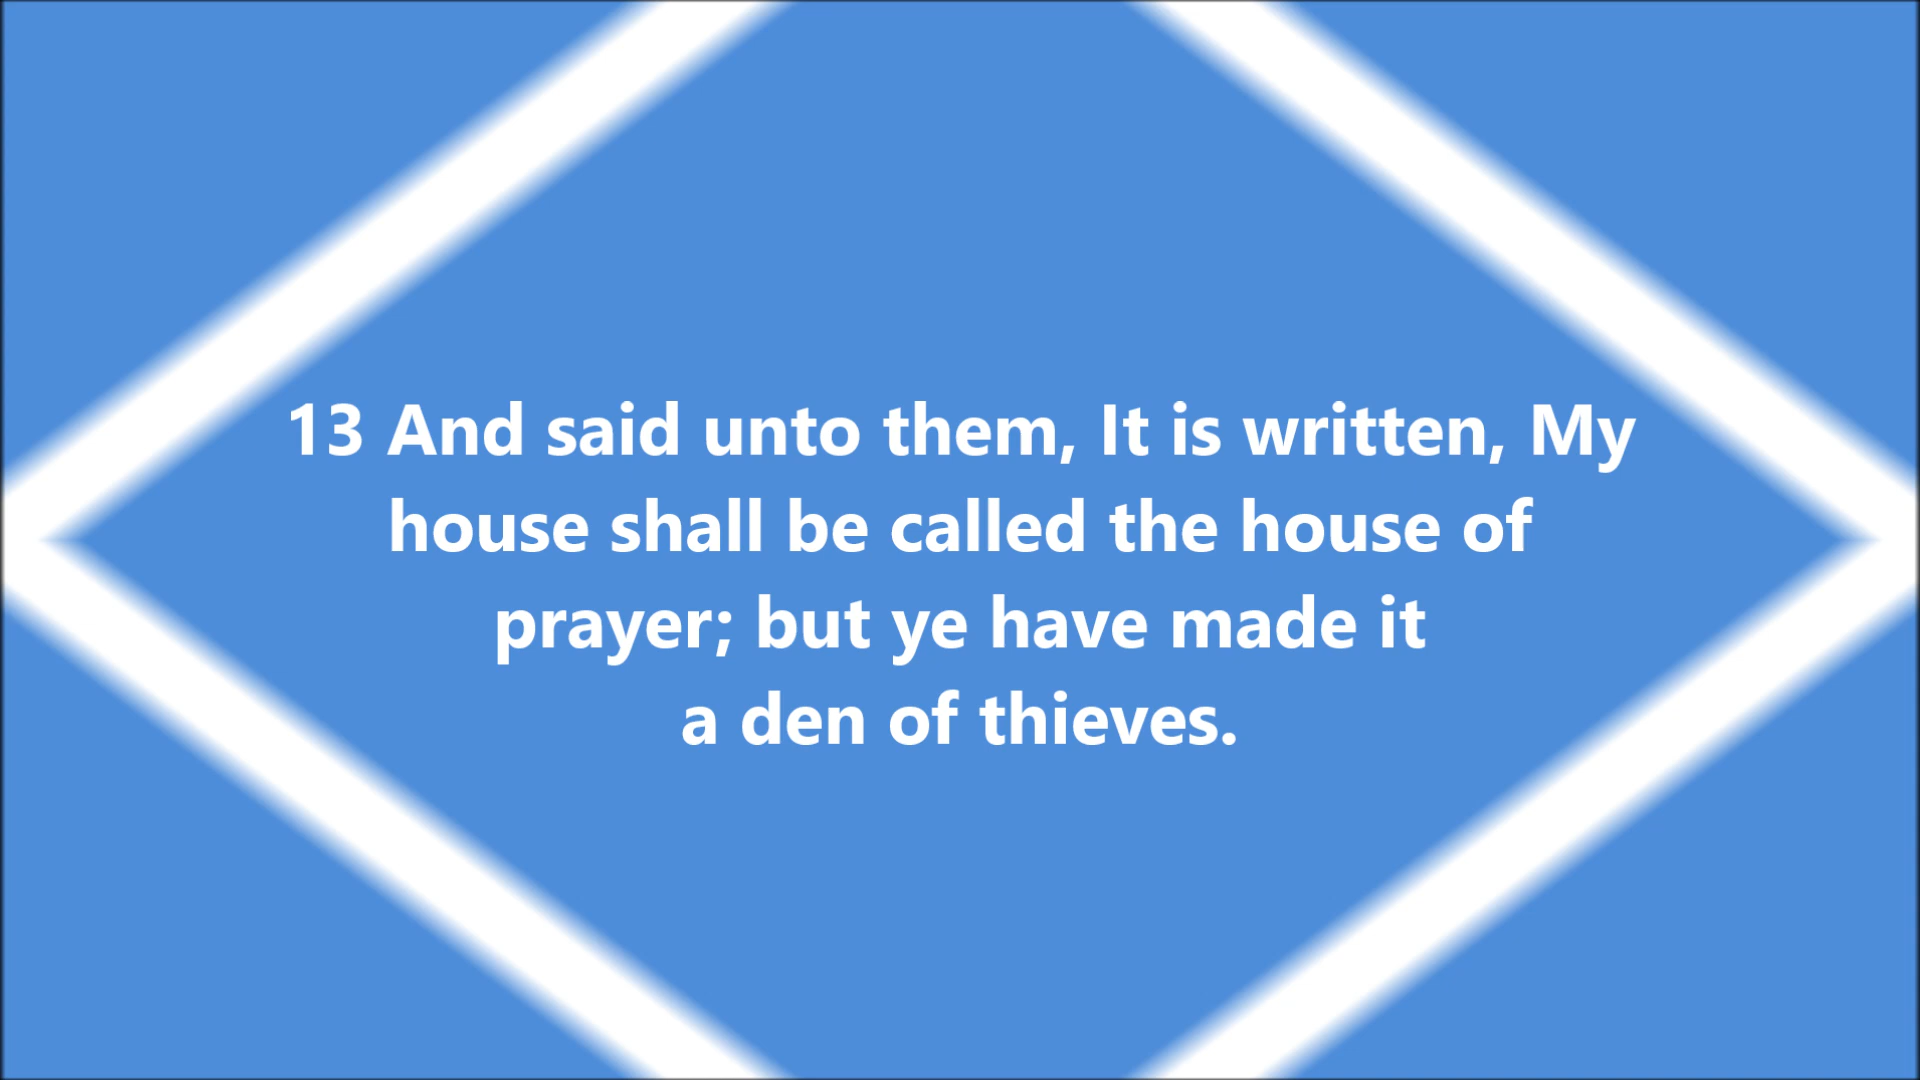 13 And said unto them, It is written, My
house shall be called the house of
prayer; but ye have made it
a den of thieves.